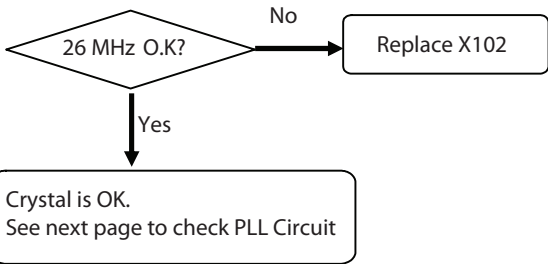 No
26 MHz O.K?
Replace X102
Yes
Crystal is OK.
See next page to check PLL Circuit